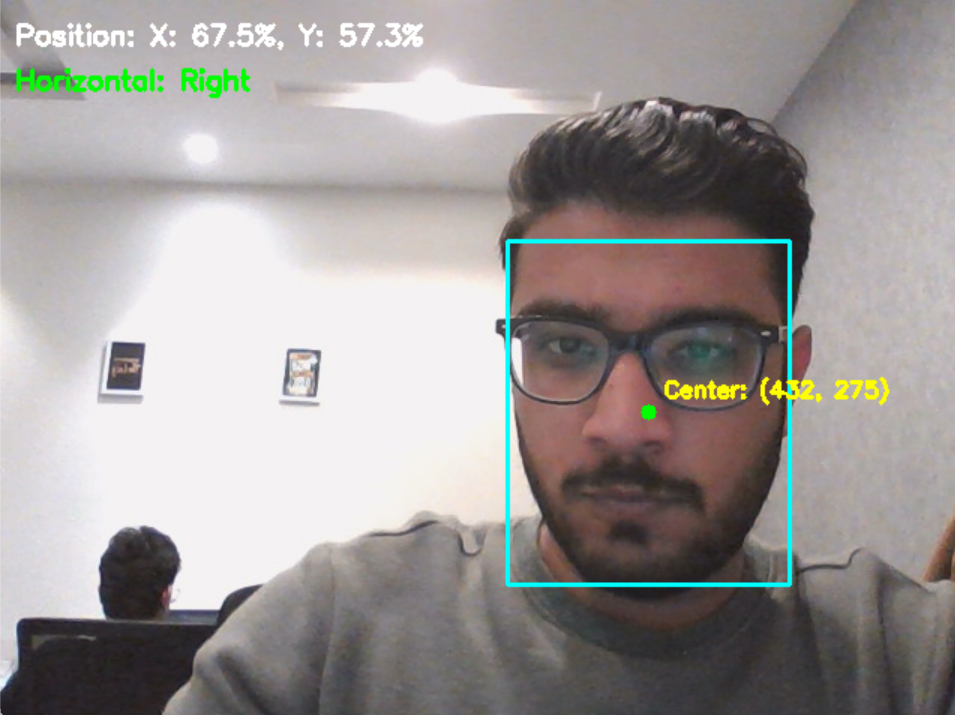 Position: X: 67.5%, Y: 57.3%
Horizontal: Right
Center: (432, 275)